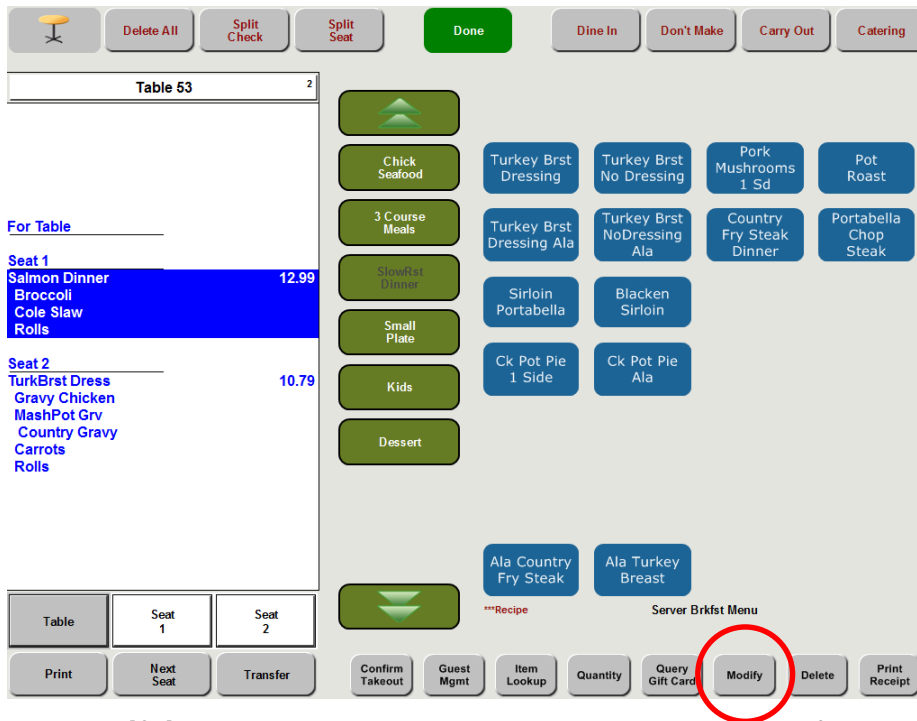 Delete All
Split
Check
Split
Seat
Done
Dine In
Don't Make
Carry Out
Catering
Table 53
2
For Table
Seat 1
Salmon Dinner 12.99
Broccoli
Cole Slaw
Rolls
Seat 2
TurkBrst Dress 10.79
Gravy Chicken
MashPot Grv
Country Gravy
Carrots
Rolls
Table
Seat
1
Seat
2
Print
Next
Seat
Transfer
Chick
Seafood
3 Course
Meals
SlowRst
Dinner
Small
Plate
Kids
Dessert
Turkey Brst
Dressing
Turkey Brst
No Dressing
Pork
Mushrooms
1 Sd
Pot
Roast
Turkey Brst
Dressing Ala
Turkey Brst
NoDressing
Ala
Country
Fry Steak
Dinner
Portabella
Chop
Steak
Sirloin
Portabella
Blacken
Sirloin
Ck Pot Pie
1 Side
Ck Pot Pie
Ala
Ala Country
Fry Steak
Ala Turkey
Breast
***Recipe
Server Brkfst Menu
Confirm
Takeout
Guest
Mgmt
Item
Lookup
Quantity
Query
Gift Card
Modify
Delete
Print
Receipt